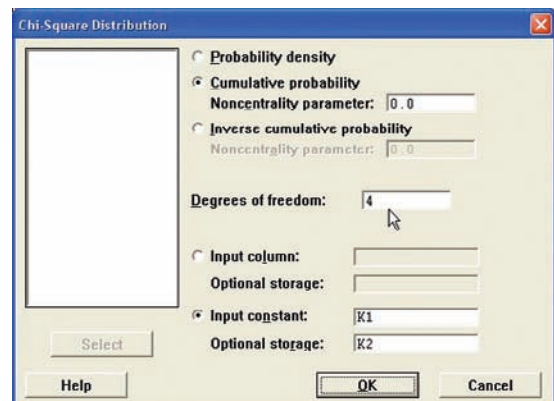 Chi-Square Distribution
Probability density
Cumulative probability
Noncentrality parameter: 0.0
Inverse cumulative probability
Noncentrality parameter: 0.0
Degrees of freedom: 4
Input column:
Optional storage:
Input constant: K1
Optional storage: K2
Select
Help
OK
Cancel